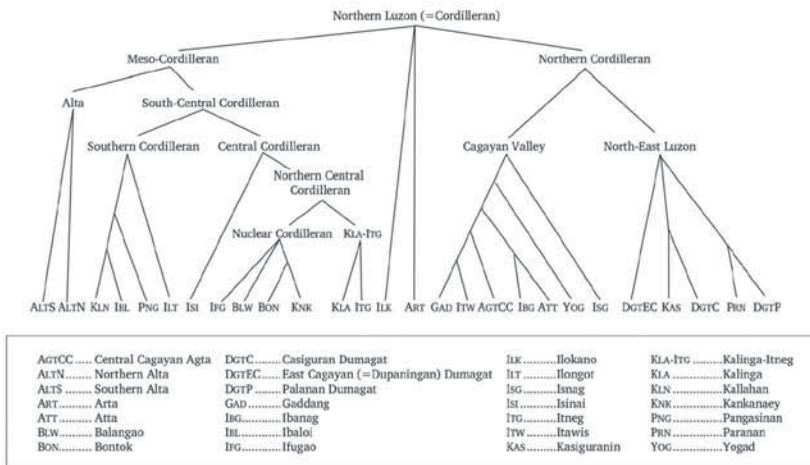 Northern Luzon (=Cordilleran)
Meso-Cordilleran Northern Cordilleran
Alta South-Central Cordilleran
Southern Cordilleran Central Cordilleran Cagayan Valley North-East Luzon
Northern Central
Cordilleran
Nuclear Cordilleran KLA-ITG
ALTS ALTN KLN IBL PNG ILT ISI IFG BLW BON KNK KLA ITG ILK ART GAD ITW AGTCC IBG ATT YOG ISG DGTEC KAS DGTC PRN DGTP
AGTCC ..... Central Cagayan Agta DGTC ..... Casiguran Dumagat ILK .......... Ilokano KLA-ITG ........ Kalinga-Itneg
ALTN ........ Northern Alta DGTEC ..... East Cagayan (=Dupaningan) Dumagat ILT .......... Ilongot KLA .............. Kalinga
ALTS ........ Southern Alta DGTP ..... Palanan Dumagat ISG .......... Isnag KLN .............. Kallahan
ART.......... Arta GAD .......... Gaddang ISI .......... Isinai KNK .............. Kankanaey
ATT .......... Atta IBG .......... Ibanag ITG .......... Itneg PNG .............. Pangasinan
BLW ........ Balangao IBL .......... Ibaloi ITW .......... Itawis PRN .............. Paranan
BON ........ Bontok IFG .......... Ifugao KAS .......... Kasiguranin YOG .............. Yogad